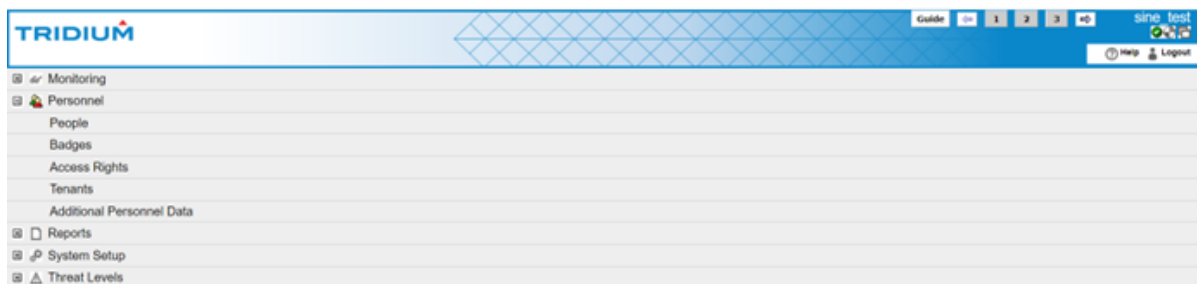 TRIDIUM
Guide 1 2 3
sine_test
Help Logout
Monitoring
Personnel
People
Badges
Access Rights
Tenants
Additional Personnel Data
Reports
System Setup
Threat Levels